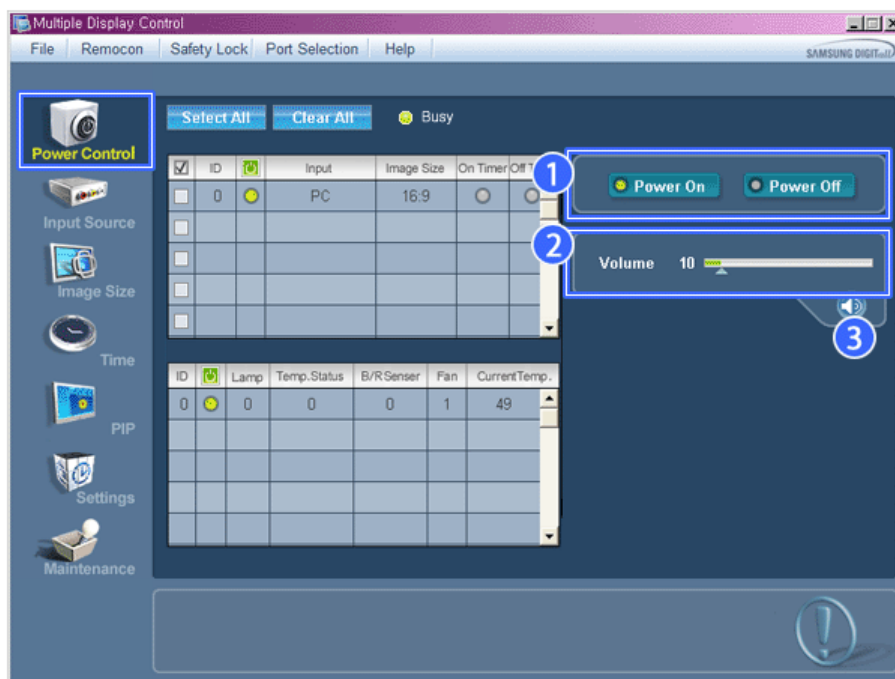 Multiple Display Control
File Remocon Safety Lock Port Selection Help
SAMSUNG DIGITall
Select All Clear All Busy
Power Control
ID Input Image Size On Timer Off T
1
Power On Power Off
0 PC 16:9
Input Source
2
Volume 10
Image Size
3
Time
ID Lamp Temp.Status B/RSenser Fan CurrentTemp.
0 0 0 0 1 49
PIP
Settings
Maintenance